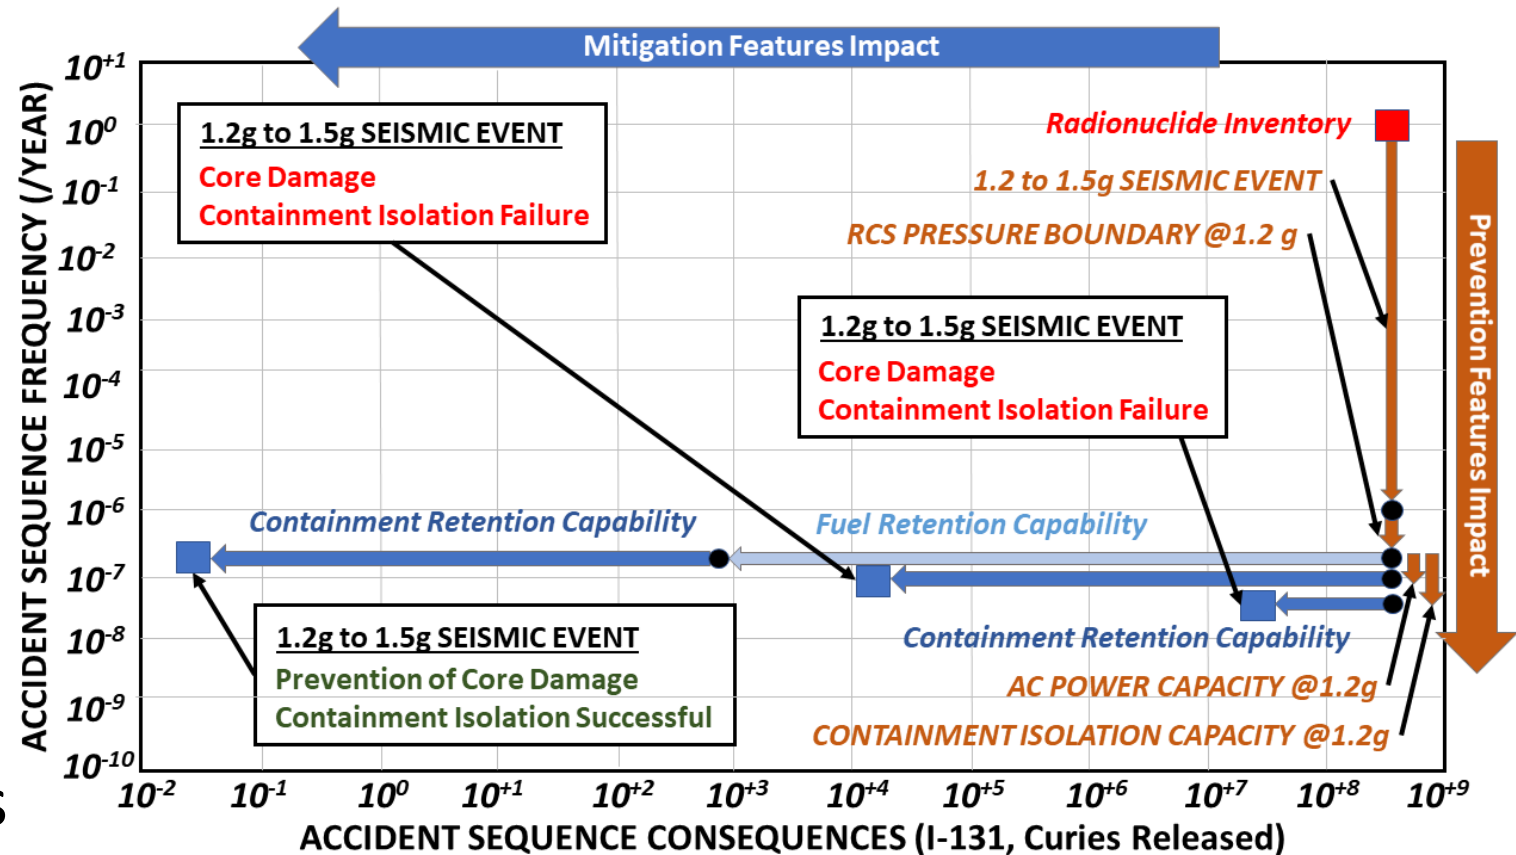 Mitigation Features Impact
10+1
100
10-1
10-2
10-3
10-4
10-5
10-6
10-7
10-8
10-9
10-10
ACCIDENT SEQUENCE FREQUENCY (/YEAR)
1.2g to 1.5g SEISMIC EVENT
Core Damage
Containment Isolation Failure
Radionuclide Inventory
1.2 to 1.5g SEISMIC EVENT
RCS PRESSURE BOUNDARY @1.2 g
1.2g to 1.5g SEISMIC EVENT
Core Damage
Containment Isolation Failure
Prevention Features Impact
Containment Retention Capability
Fuel Retention Capability
1.2g to 1.5g SEISMIC EVENT
Prevention of Core Damage
Containment Isolation Successful
Containment Retention Capability
AC POWER CAPACITY @1.2g
CONTAINMENT ISOLATION CAPACITY @1.2g
10-2 10-1 100 10+1 10+2 10+3 10+4 10+5 10+6 10+7 10+8 10+9
ACCIDENT SEQUENCE CONSEQUENCES (I-131, Curies Released)